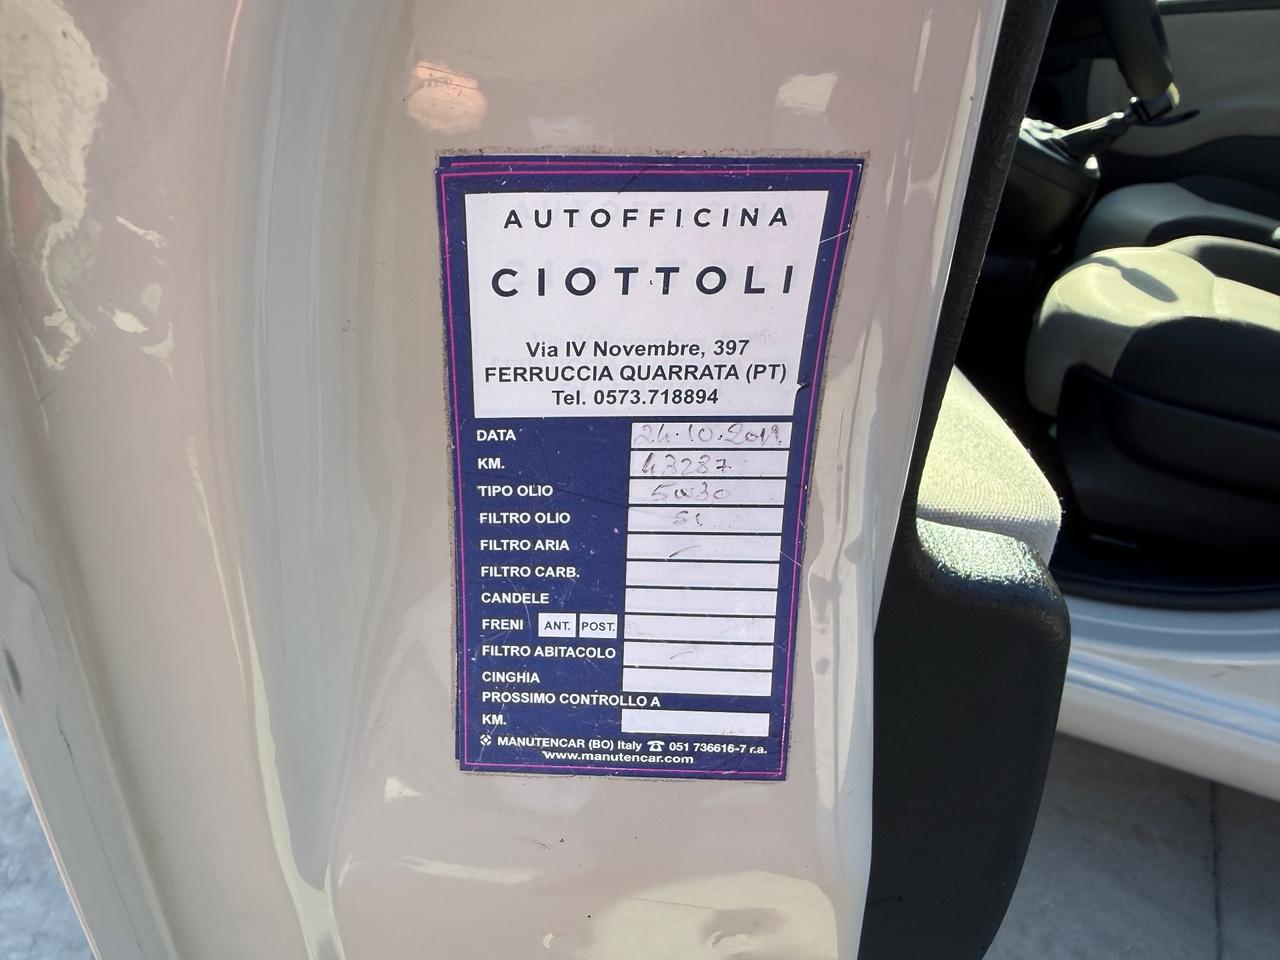 AUTOFFICINA
CIOTTOLI
Via IV Novembre, 397
FERRUCCIA QUARRATA (PT)
Tel. 0573.718894
DATA 24.10.2019
KM. 43287
TIPO OLIO 5W30
FILTRO OLIO SI
FILTRO ARIA
FILTRO CARB.
CANDELE
FRENI ANT. POST.
FILTRO ABITACOLO
CINGHIA
PROSSIMO CONTROLLO A
KM.
MANUTENCAR (BO) Italy ☎ 051 736616-7 r.a.
www.manutencar.com